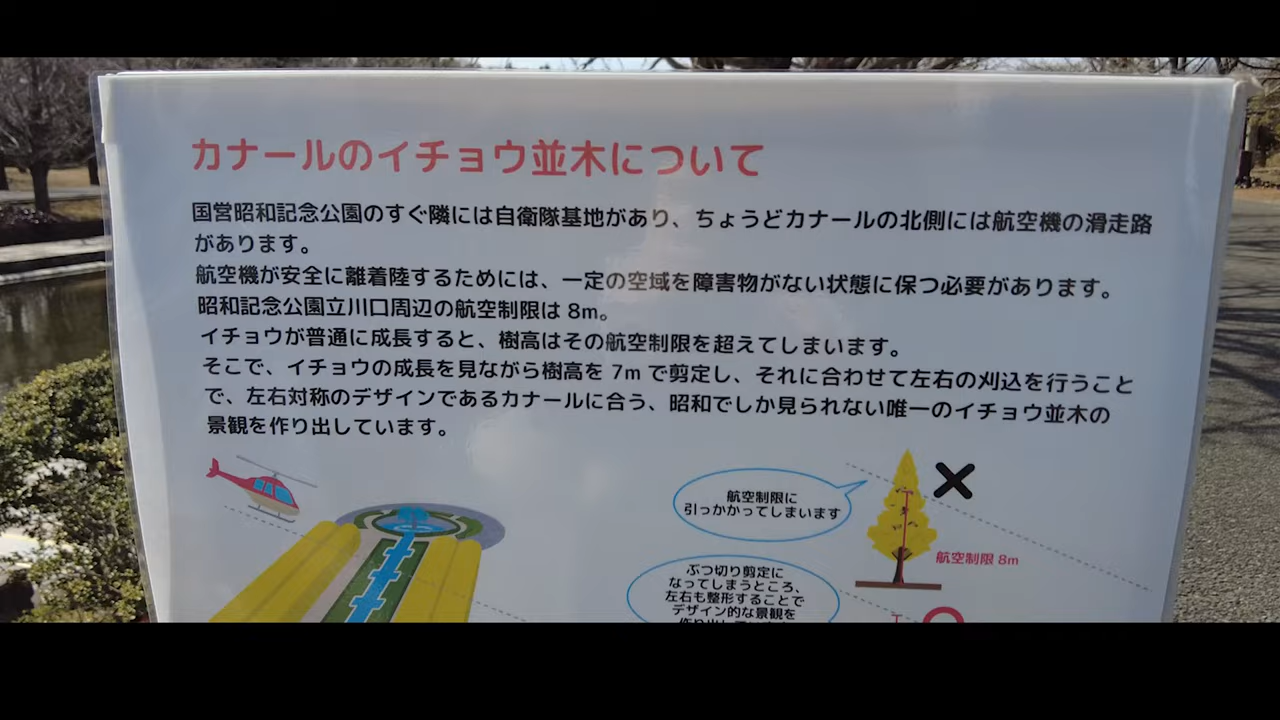 カナールのイチョウ並木について
国営昭和記念公園のすぐ隣には自衛隊基地があり、ちょうどカナールの北側には航空機の滑走路
があります。
航空機が安全に離着陸するためには、一定の空域を障害物がない状態に保つ必要があります。
昭和記念公園立川口周辺の航空制限は 8m。
イチョウが普通に成長すると、樹高はその航空制限を超えてしまいます。
そこで、イチョウの成長を見ながら樹高を 7m で剪定し、それに合わせて左右の刈込を行うこと
で、左右対称のデザインであるカナールに合う、昭和でしか見られない唯一のイチョウ並木の
景観を作り出しています。
航空制限に
引っかかってしまいます
航空制限 8m
ぶつ切り剪定に
なってしまうところ、
左右も整形することで
デザイン的な景観を